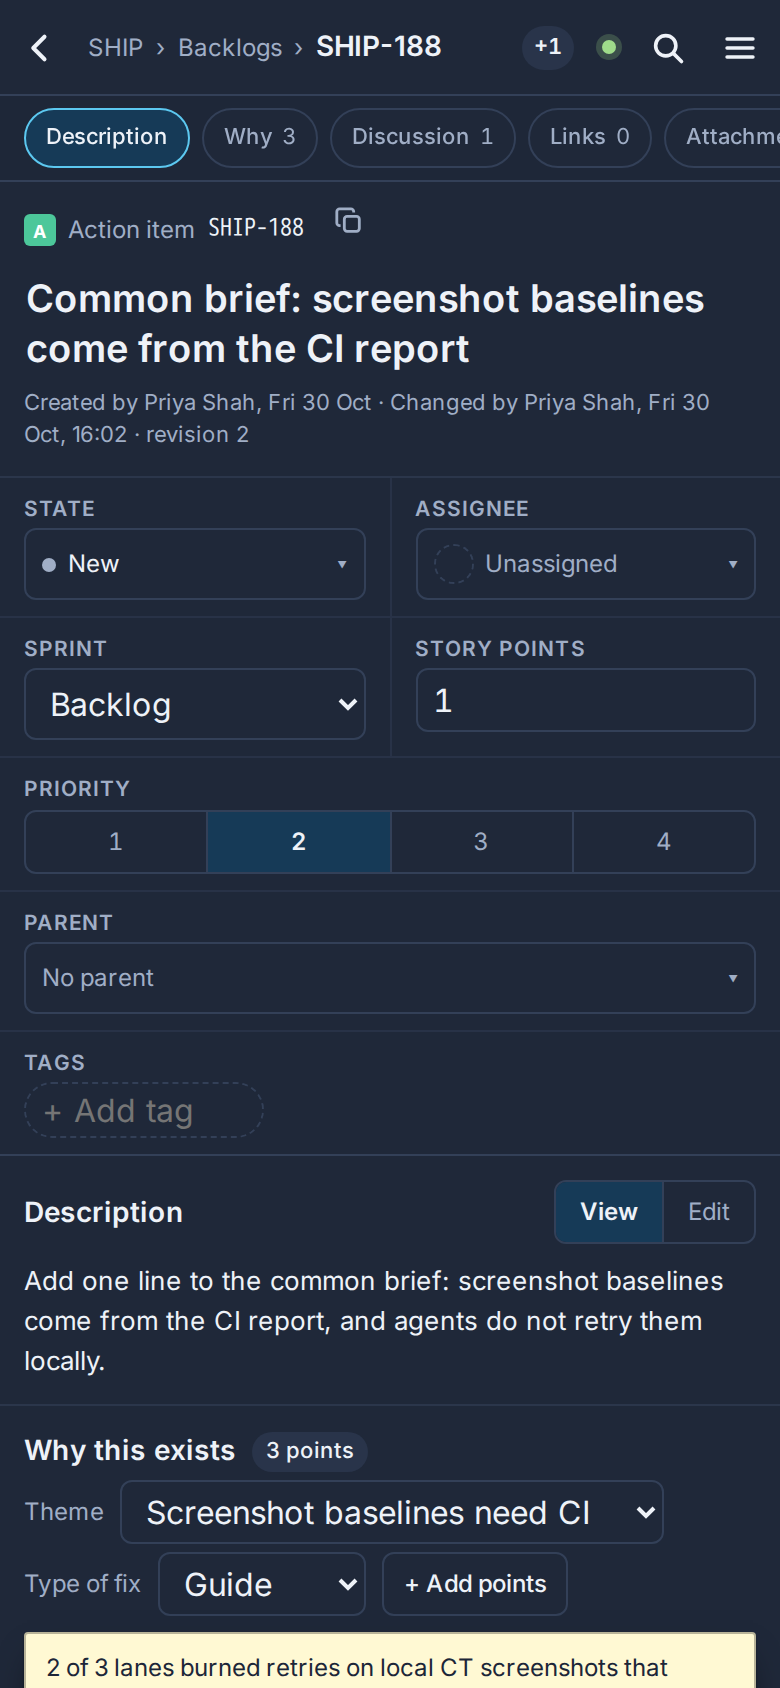 SHIP › Backlogs › SHIP-188 +1
Description Why 3 Discussion 1 Links 0 Attachme
A Action item SHIP-188
Common brief: screenshot baselines
come from the CI report
Created by Priya Shah, Fri 30 Oct · Changed by Priya Shah, Fri 30
Oct, 16:02 · revision 2
STATE
New
ASSIGNEE
Unassigned
SPRINT
Backlog
STORY POINTS
1
PRIORITY
1 2 3 4
PARENT
No parent
TAGS
+ Add tag
Description View Edit
Add one line to the common brief: screenshot baselines
come from the CI report, and agents do not retry them
locally.
Why this exists 3 points
Theme Screenshot baselines need CI
Type of fix Guide + Add points
2 of 3 lanes burned retries on local CT screenshots that